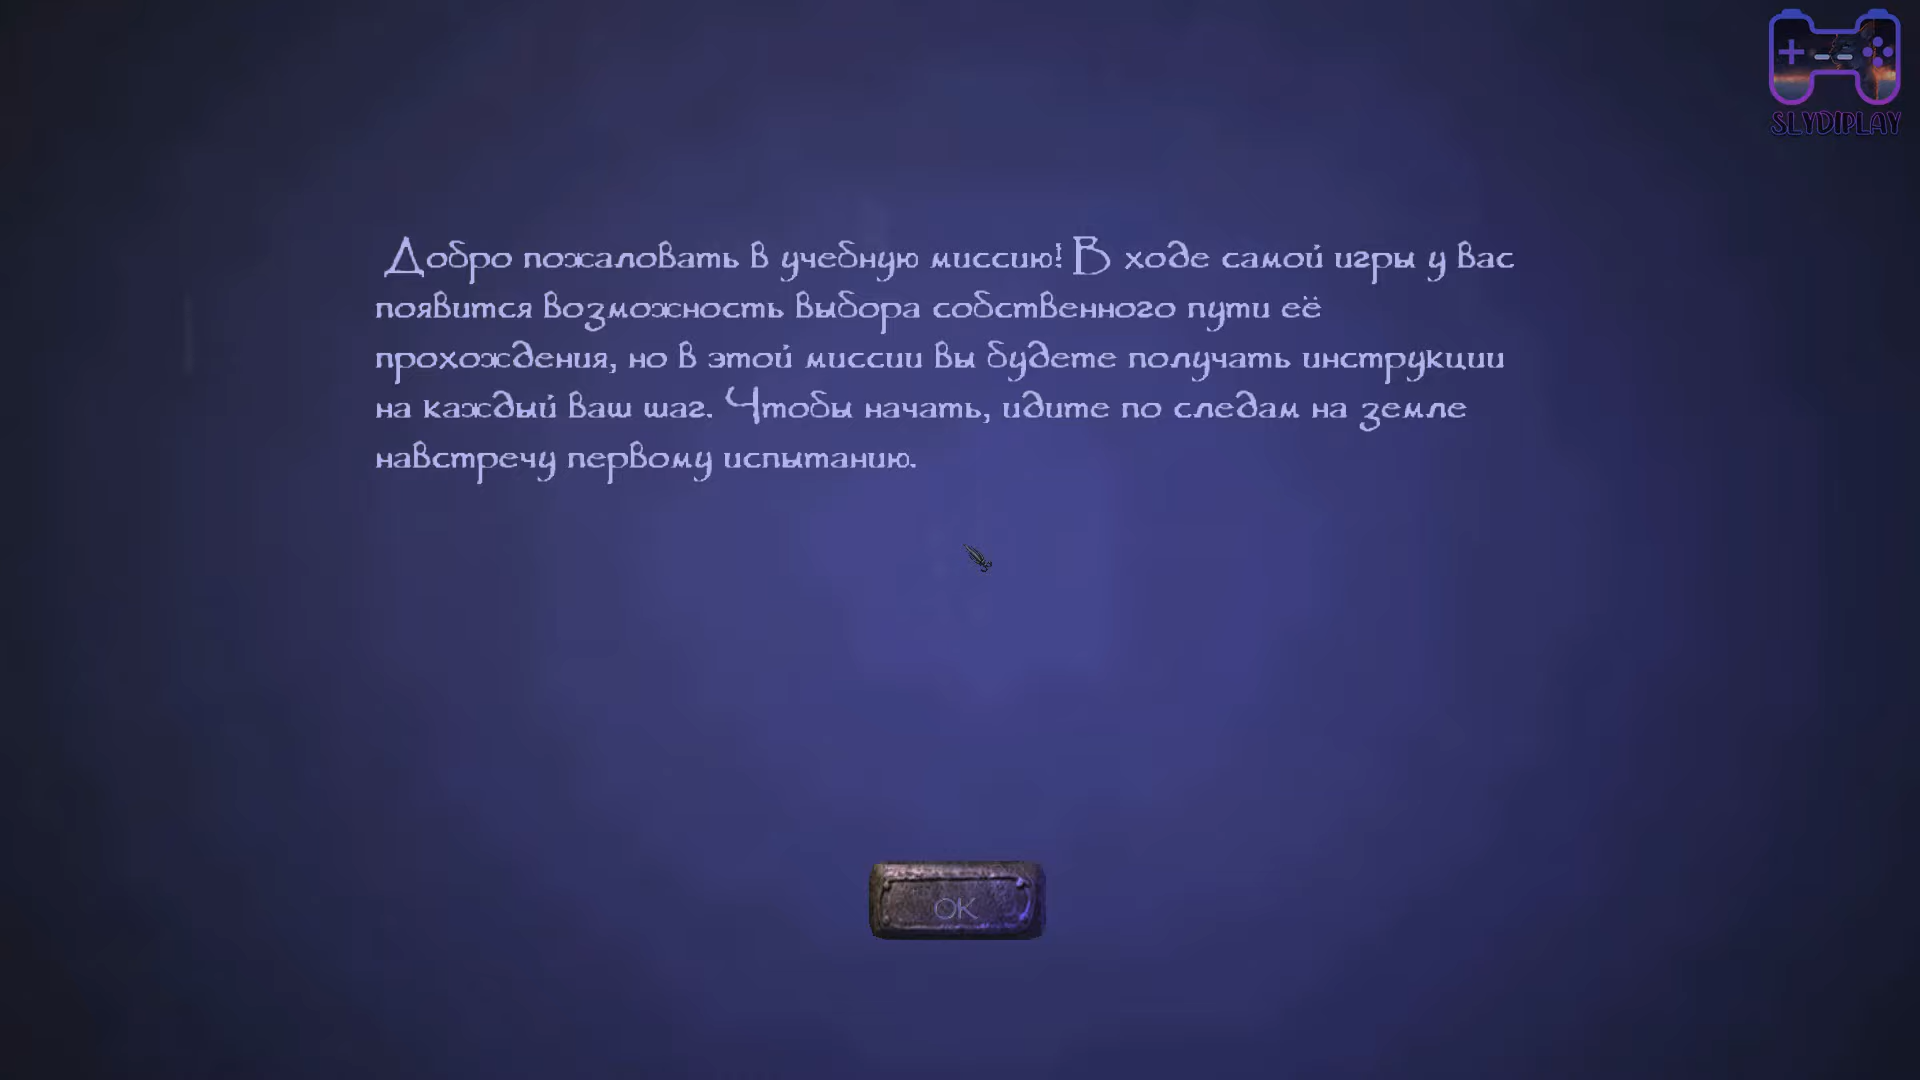 SLYDIPLAY
Добро пожаловать в учебную миссию! В ходе самой игры у вас
появится возможность выбора собственного пути её
прохождения, но в этой миссии вы будете получать инструкции
на каждый ваш шаг. Чтобы начать, идите по следам на земле
навстречу первому испытанию.
OK